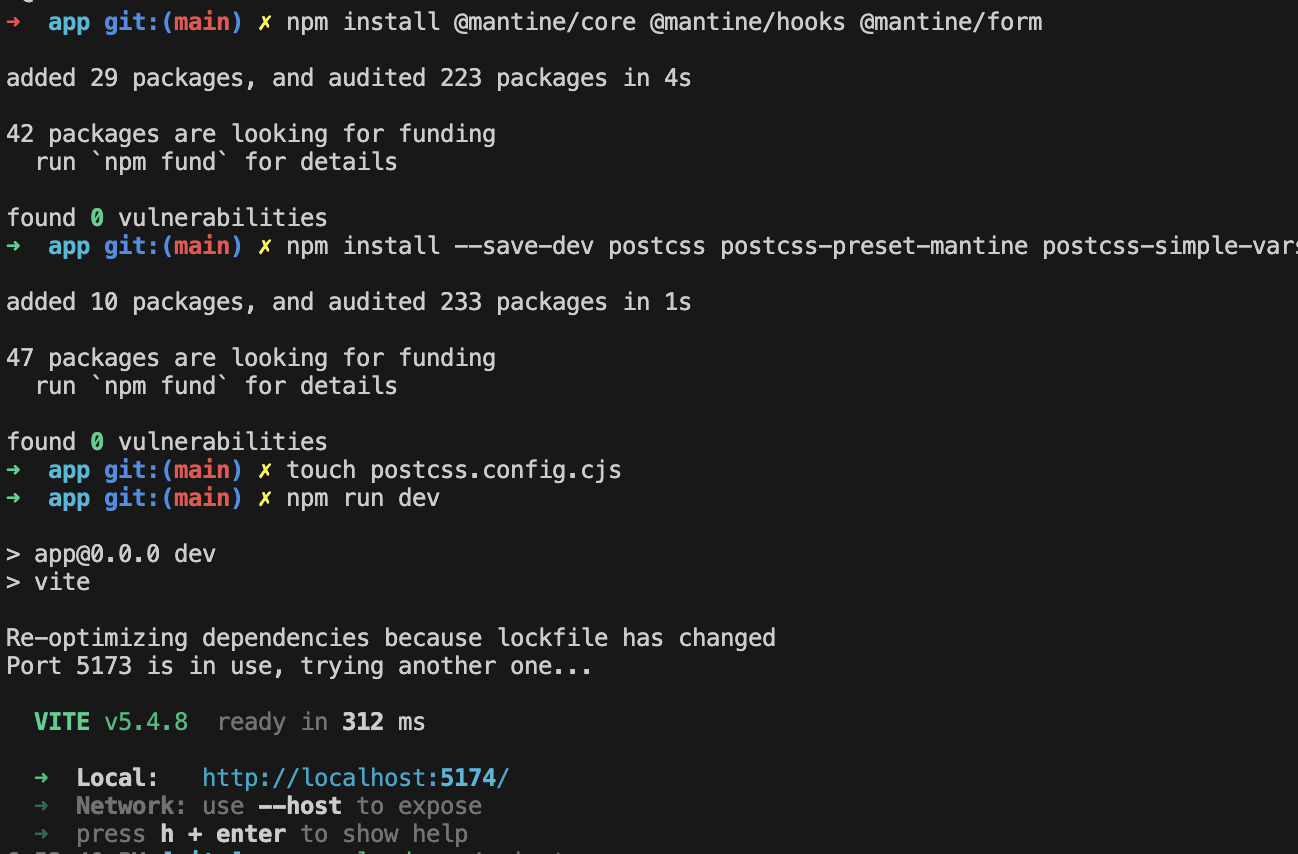 ➜  app git:(main) ✗ npm install @mantine/core @mantine/hooks @mantine/form
added 29 packages, and audited 223 packages in 4s
42 packages are looking for funding
  run `npm fund` for details
found 0 vulnerabilities
➜  app git:(main) ✗ npm install --save-dev postcss postcss-preset-mantine postcss-simple-vars
added 10 packages, and audited 233 packages in 1s
47 packages are looking for funding
  run `npm fund` for details
found 0 vulnerabilities
➜  app git:(main) ✗ touch postcss.config.cjs
➜  app git:(main) ✗ npm run dev
> app@0.0.0 dev
> vite
Re-optimizing dependencies because lockfile has changed
Port 5173 is in use, trying another one...
  VITE v5.4.8  ready in 312 ms
  ➜  Local:   http://localhost:5174/
  ➜  Network: use --host to expose
  ➜  press h + enter to show help